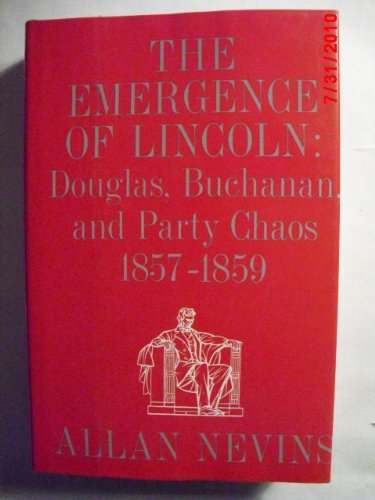 THE
EMERGENCE
OF LINCOLN:
Douglas, Buchanan,
and Party Chaos
1857-1859
ALLAN NEVINS
7/31/2010